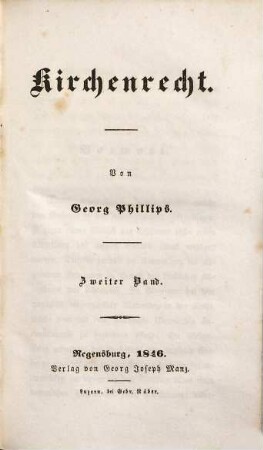 Kirchenrecht.
Von
Georg Phillips.
Zweiter Band.
Regensburg, 1846.
Verlag von Georg Joseph Manz.
Luzern, bei Gebr. Räber.